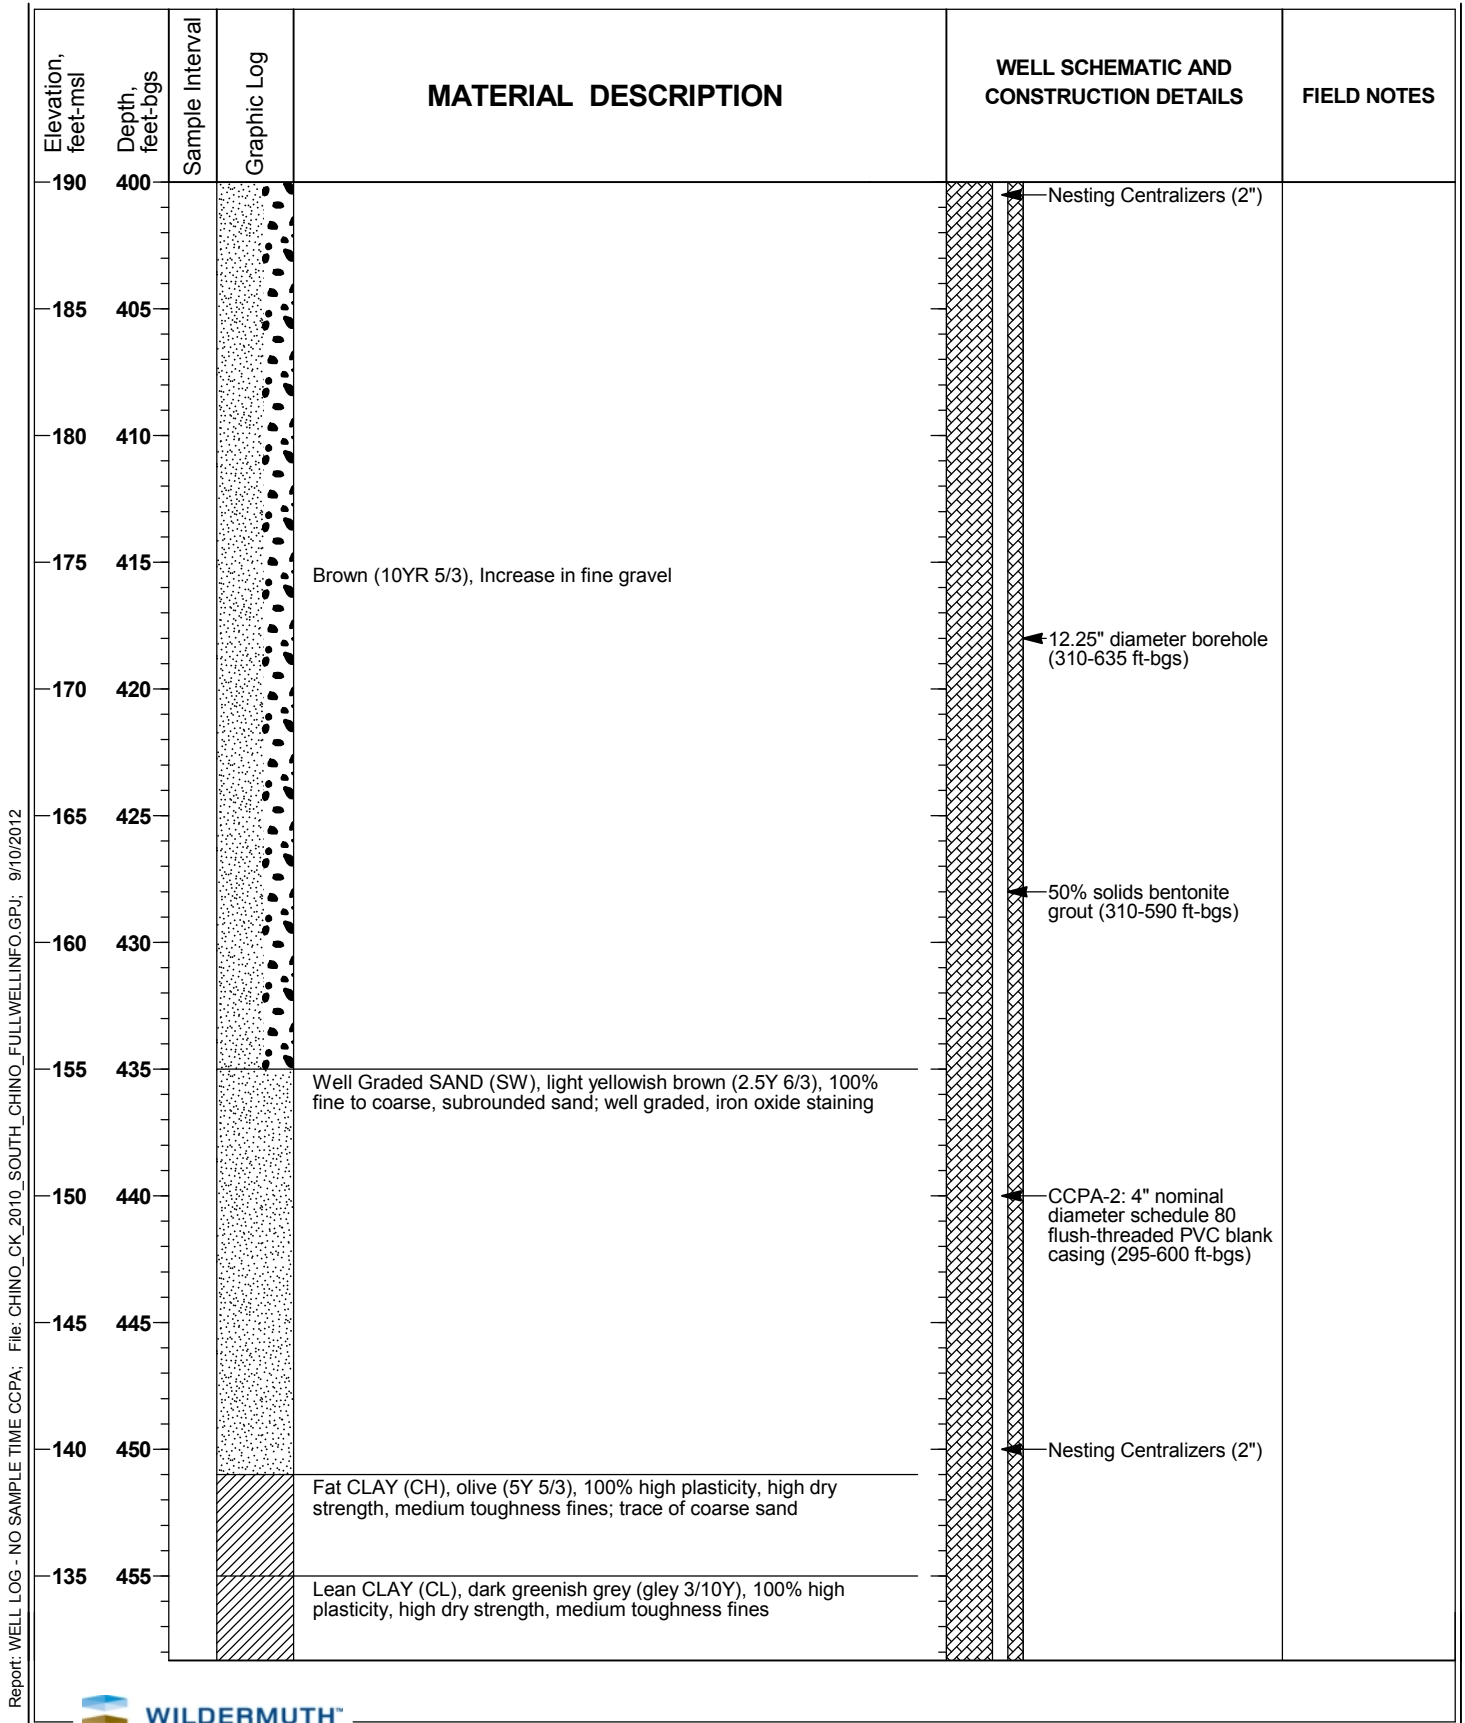 Elevation,
feet-msl
Depth,
feet-bgs
Sample Interval
Graphic Log
MATERIAL DESCRIPTION
WELL SCHEMATIC AND
CONSTRUCTION DETAILS
FIELD NOTES
190 400
Nesting Centralizers (2")
185 405
180 410
175 415
Brown (10YR 5/3), Increase in fine gravel
12.25" diameter borehole
(310-635 ft-bgs)
170 420
165 425
50% solids bentonite
grout (310-590 ft-bgs)
160 430
155 435
Well Graded SAND (SW), light yellowish brown (2.5Y 6/3), 100%
fine to coarse, subrounded sand; well graded, iron oxide staining
150 440
CCPA-2: 4" nominal
diameter schedule 80
flush-threaded PVC blank
casing (295-600 ft-bgs)
145 445
140 450
Nesting Centralizers (2")
Fat CLAY (CH), olive (5Y 5/3), 100% high plasticity, high dry
strength, medium toughness fines; trace of coarse sand
135 455
Lean CLAY (CL), dark greenish grey (gley 3/10Y), 100% high
plasticity, high dry strength, medium toughness fines
Report: WELL LOG - NO SAMPLE TIME CCPA; File: CHINO_CK_2010_SOUTH_CHINO_FULLWELLINFO.GPJ; 9/10/2012
WILDERMUTH™